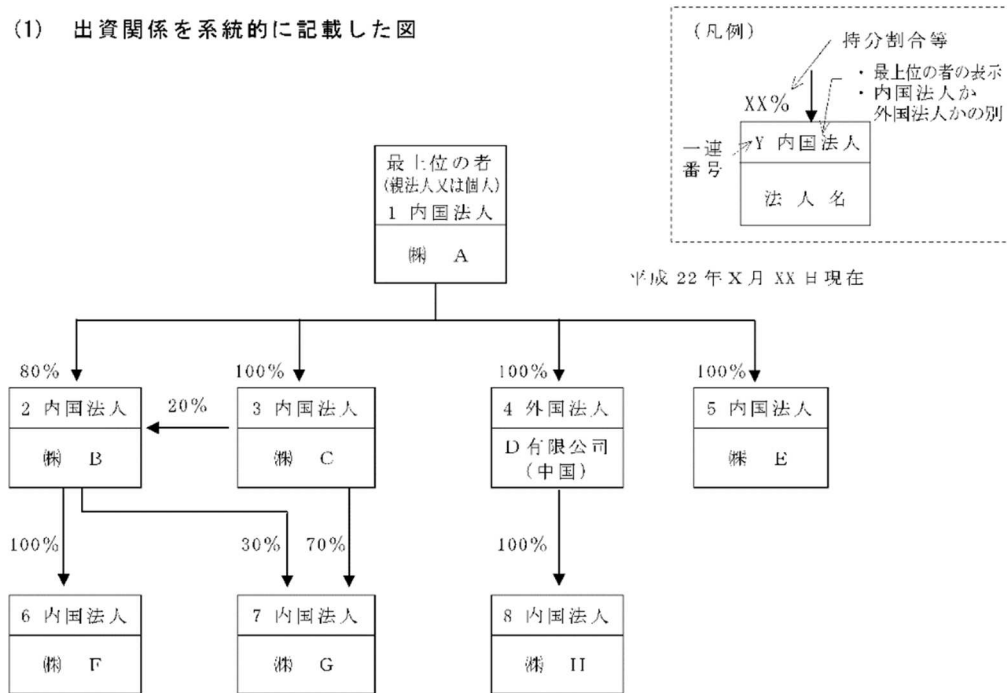 (1) 出資関係を系統的に記載した図
(凡例)
持分割合等
・最上位の者の表示
・内国法人か
外国法人かの別
XX%
一連
番号
Y 内国法人
法人名
最上位の者
(親法人又は個人)
1 内国法人
㈱ A
平成 22 年 X 月 XX 日現在
80%
100%
100%
100%
2 内国法人
㈱ B
20%
3 内国法人
㈱ C
4 外国法人
D有限公司
(中国)
5 内国法人
㈱ E
100%
30%
70%
100%
6 内国法人
㈱ F
7 内国法人
㈱ G
8 内国法人
㈱ H